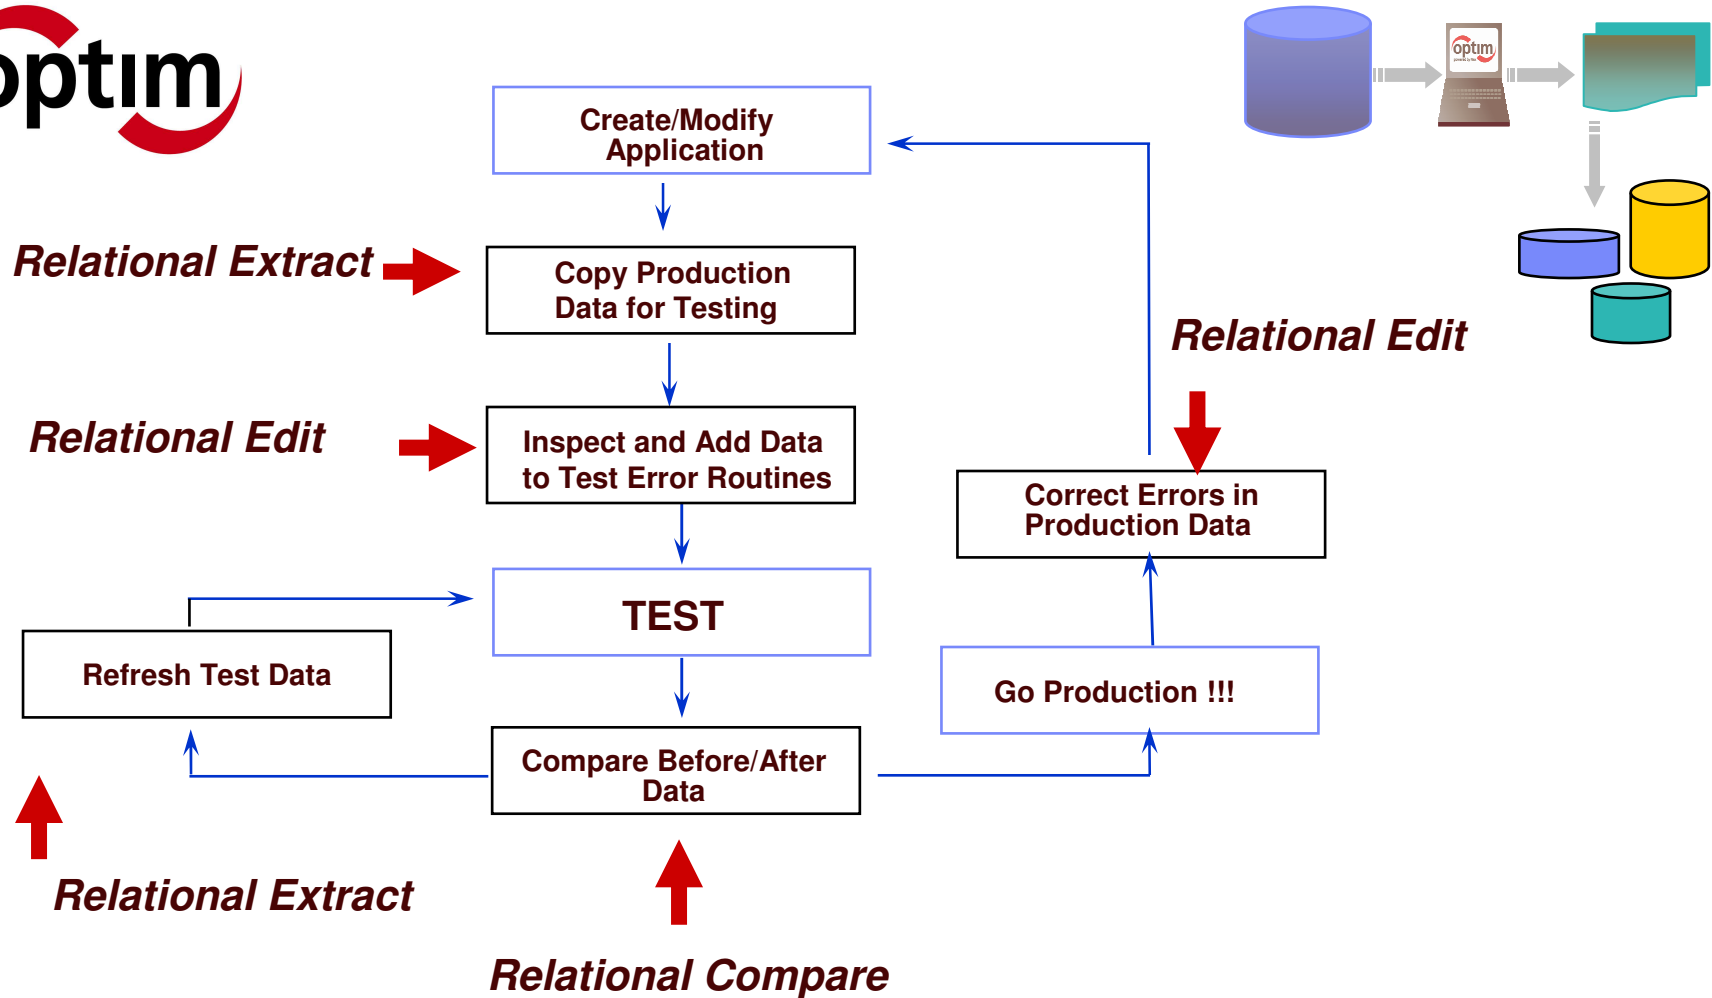 optim
optim
Create/Modify
Application
Relational Extract
Copy Production
Data for Testing
Relational Edit
Relational Edit
Inspect and Add Data
to Test Error Routines
Correct Errors in
Production Data
TEST
Refresh Test Data
Go Production !!!
Compare Before/After
Data
Relational Extract
Relational Compare